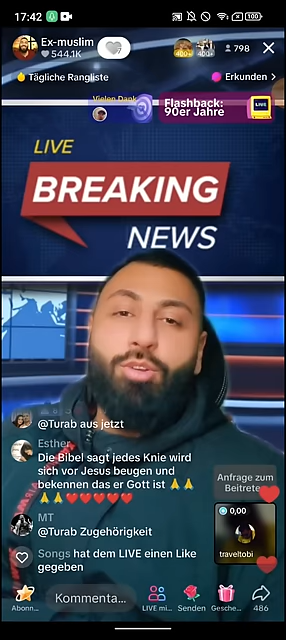 17:42
100
Ex-muslim
544.1K
400+
400+
798
Tägliche Rangliste
Erkunden
Vielen Dank
Flashback:
90er Jahre
LIVE
LIVE
BREAKING
NEWS
@Turab aus jetzt
Esther
Die Bibel sagt jedes Knie wird
sich vor Jesus beugen und
bekennen das er Gott ist 🙏🙏
🙏🙏❤❤❤❤❤❤
Anfrage zum
Beitreten
MT
@Turab Zugehörigkeit
0,00
traveltobi
Songs hat dem LIVE einen Like
gegeben
Kommenta...
Abonn...
LIVE mi...
Senden
Gesche...
486